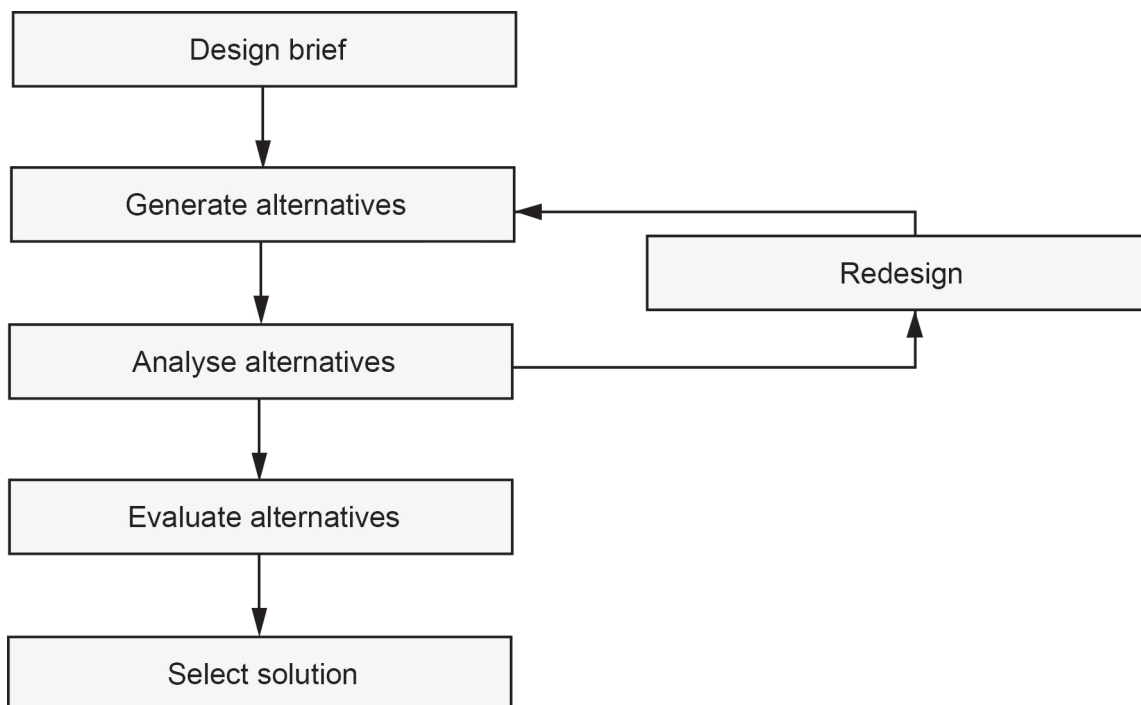 Design brief
Generate alternatives
Redesign
Analyse alternatives
Evaluate alternatives
Select solution